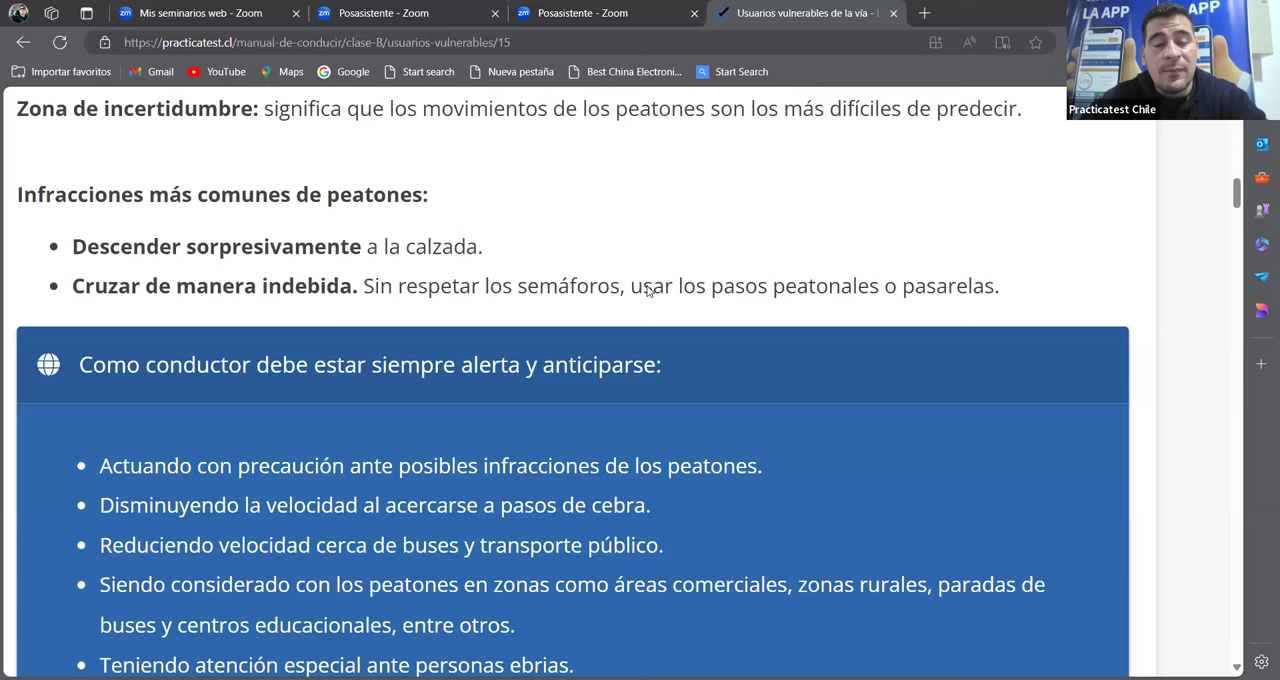 Mis seminarios web - Zoom
Posasistente - Zoom
Posasistente - Zoom
Usuarios vulnerables de la vía - L
https://practicatest.cl/manual-de-conducir/clase-B/usuarios-vulnerables/15
Importar favoritos
Gmail
YouTube
Maps
Google
Start search
Nueva pestaña
Best China Electroni...
Start Search
LA APP
APP
Practicatest Chile
Zona de incertidumbre: significa que los movimientos de los peatones son los más difíciles de predecir.
Infracciones más comunes de peatones:
• Descender sorpresivamente a la calzada.
• Cruzar de manera indebida. Sin respetar los semáforos, usar los pasos peatonales o pasarelas.
Como conductor debe estar siempre alerta y anticiparse:
• Actuando con precaución ante posibles infracciones de los peatones.
• Disminuyendo la velocidad al acercarse a pasos de cebra.
• Reduciendo velocidad cerca de buses y transporte público.
• Siendo considerado con los peatones en zonas como áreas comerciales, zonas rurales, paradas de
buses y centros educacionales, entre otros.
• Teniendo atención especial ante personas ebrias.